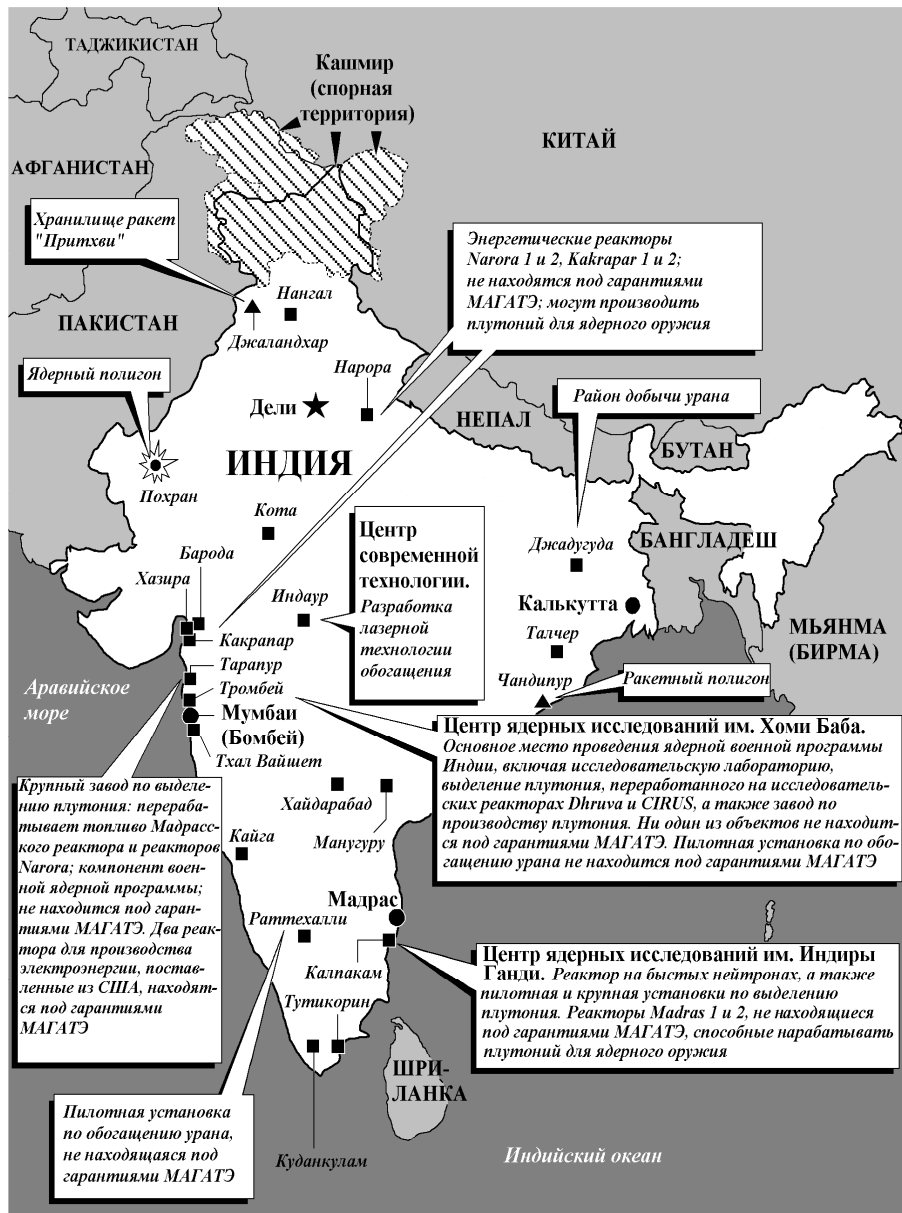 ТАДЖИКИСТАН
Кашмир
(спорная
территория)
КИТАЙ
АФГАНИСТАН
Хранилище ракет
"Притхви"
Энергетические реакторы
Narora 1 и 2, Kakrapar 1 и 2;
не находятся под гарантиями
МАГАТЭ; могут производить
плутоний для ядерного оружия
Нангал
ПАКИСТАН
Джаландхар
Ядерный полигон
Нарора
Дели
Район добычи урана
НЕПАЛ
БУТАН
ИНДИЯ
Похран
Кота
Центр
современной
технологии.
Разработка
лазерной
технологии
обогащения
Джадугуда
БАНГЛАДЕШ
Барода
Хазира
Индаур
Калькутта
Какрапар
Талчер
МЬЯНМА
(БИРМА)
Тарапур
Чандипур
Ракетный полигон
Аравийское
море
Тромбей
Мумбаи
(Бомбей)
Тхал Вайшет
Центр ядерных исследований им. Хоми Баба.
Основное место проведения ядерной военной программы
Индии, включая исследовательскую лабораторию,
выделение плутония, переработанного на исследователь-
ских реакторах Dhruva и CIRUS, а также завод по
производству плутония. Ни один из объектов не находит-
ся под гарантиями МАГАТЭ. Пилотная установка по обо-
гащению урана не находится под гарантиями МАГАТЭ
Крупный завод по выделе-
нию плутония: перераба-
тывает топливо Мадрас-
ского реактора и реакторов
Narora; компонент воен-
ной ядерной программы;
не находится под гаран-
тиями МАГАТЭ. Два реак-
тора для производства
электроэнергии, постав-
ленные из США, находят-
ся под гарантиями
МАГАТЭ
Хайдарабад
Манугуру
Кайга
Мадрас
Раттехалли
Калпакам
Центр ядерных исследований им. Индиры
Ганди. Реактор на быстых нейтронах, а также
пилотная и крупная установки по выделению
плутония. Реакторы Madras 1 и 2, не находящиеся
под гарантиями МАГАТЭ, способные нарабатывать
плутоний для ядерного оружия
Тутикорин
ШРИ-
ЛАНКА
Пилотная установка
по обогащению урана,
не находящаяся под
гарантиями МАГАТЭ
Куданкулам
Индийский океан